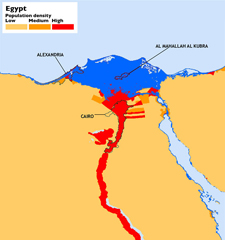 Egypt
Population density
Low Medium High
ALEXANDRIA
AL MAHALLAH AL KUBRA
CAIRO